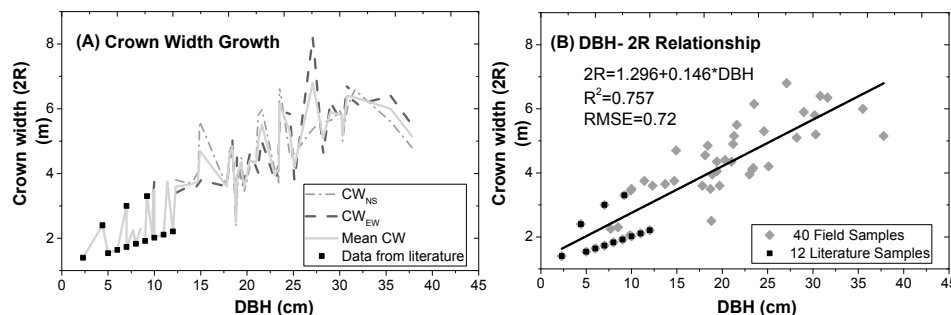 (A) Crown Width Growth
Crown width (2R)
(m)
8
6
4
2
0 5 10 15 20 25 30 35 40 45
DBH (cm)
CW_NS
CW_EW
Mean CW
Data from literature
(B) DBH- 2R Relationship
2R=1.296+0.146*DBH
R²=0.757
RMSE=0.72
Crown width (2R)
(m)
8
6
4
2
0 5 10 15 20 25 30 35 40 45
DBH (cm)
40 Field Samples
12 Literature Samples